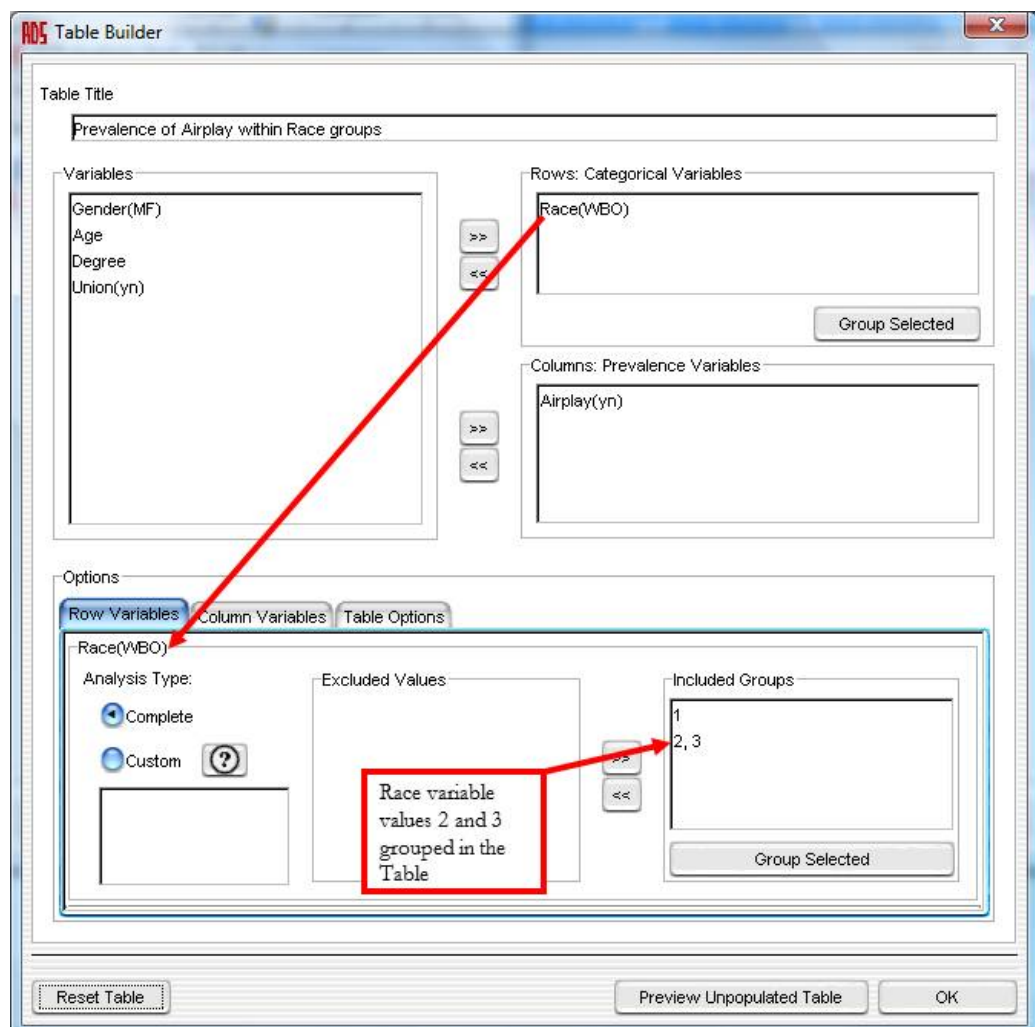 RDS Table Builder
X
Table Title
Prevalence of Airplay within Race groups
Variables
Gender(MF)
Age
Degree
Union(yn)
>>
<<
Rows: Categorical Variables
Race(WBO)
Group Selected
>>
<<
Columns: Prevalence Variables
Airplay(yn)
Options
Row Variables Column Variables Table Options
Race(WBO)
Analysis Type:
Complete
Custom ?
Excluded Values
>>
<<
Included Groups
1
2, 3
Group Selected
Race variable
values 2 and 3
grouped in the
Table
Reset Table
Preview Unpopulated Table
OK